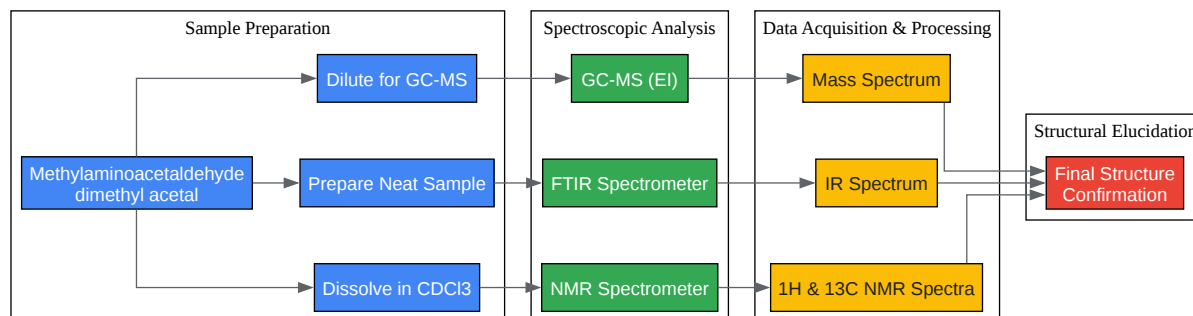 Sample Preparation
Spectroscopic Analysis
Data Acquisition & Processing
Dilute for GC-MS
GC-MS (EI)
Mass Spectrum
Structural Elucidation
Methylaminoacetaldehyde
dimethyl acetal
Prepare Neat Sample
FTIR Spectrometer
IR Spectrum
Final Structure
Confirmation
Dissolve in CDCl3
NMR Spectrometer
1H & 13C NMR Spectra